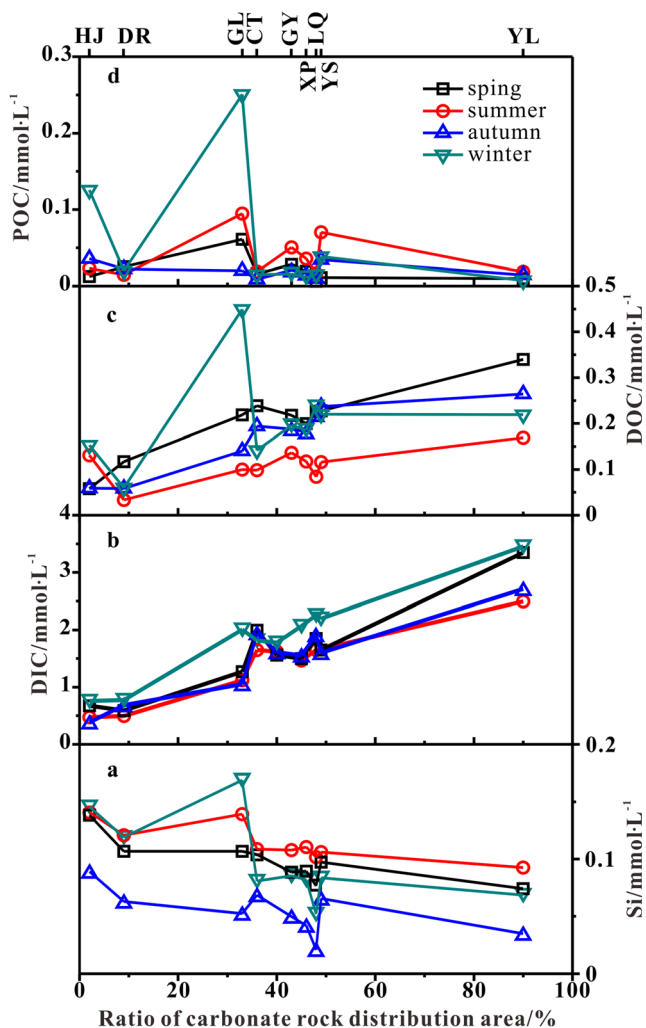 HJ DR GL CT GY XP LQ YS YL
0.3
d
sping
summer
autumn
winter
0.2
0.1
0
POC/mmol·L-1
0.5
c
0.4
0.3
0.2
0.1
0
DOC/mmol·L-1
4
b
3
2
1
0
DIC/mmol·L-1
0.2
a
0.1
0
Si/mmol·L-1
0 20 40 60 80 100
Ratio of carbonate rock distribution area/%